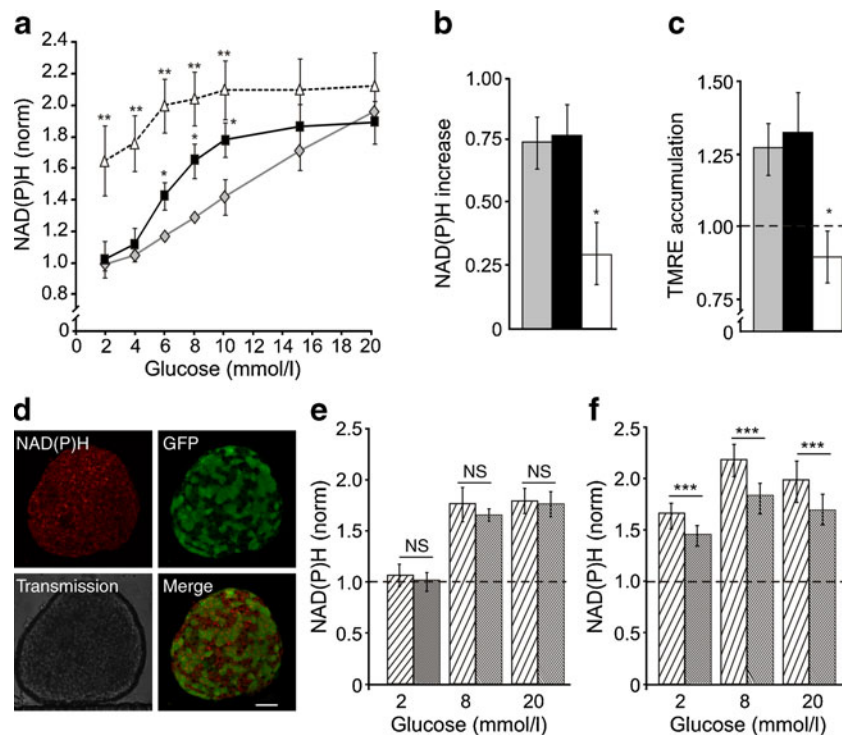 a
NAD(P)H (norm)
2.4
2.2
2.0
1.8
1.6
1.4
1.2
1.0
0.8
0
** ** ** ** **
* * ‡*
0 2 4 6 8 10 12 14 16 18 20
Glucose (mmol/l)
b
NAD(P)H increase
1.00
0.75
0.50
0.25
0
*
c
TMRE accumulation
1.50
1.25
1.00
0.75
0
*
d
NAD(P)H GFP
Transmission Merge
e
NAD(P)H (norm)
2.5
2.0
1.5
1.0
0.5
0
NS NS NS
2 8 20
Glucose (mmol/l)
f
NAD(P)H (norm)
2.5
2.0
1.5
1.0
0.5
0
*** *** ***
2 8 20
Glucose (mmol/l)